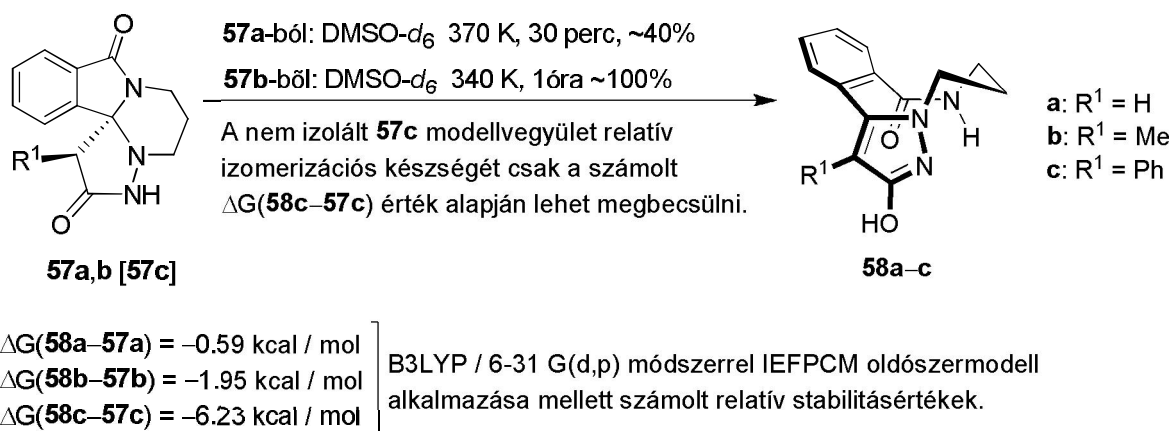 57a-ból: DMSO-d6 370 K, 30 perc, ~40%
57b-ből: DMSO-d6 340 K, 1óra ~100%
A nem izolált 57c modellvegyület relatív
izomerizációs készségét csak a számolt
ΔG(58c–57c) érték alapján lehet megbecsülni.
O
N
R1
N
NH
O
57a,b [57c]
O
N
H
N
N
R1
HO
58a–c
a: R1 = H
b: R1 = Me
c: R1 = Ph
ΔG(58a–57a) = –0.59 kcal / mol
ΔG(58b–57b) = –1.95 kcal / mol
ΔG(58c–57c) = –6.23 kcal / mol
B3LYP / 6-31 G(d,p) módszerrel IEFPCM oldószermodell
alkalmazása mellett számolt relatív stabilitásértékek.